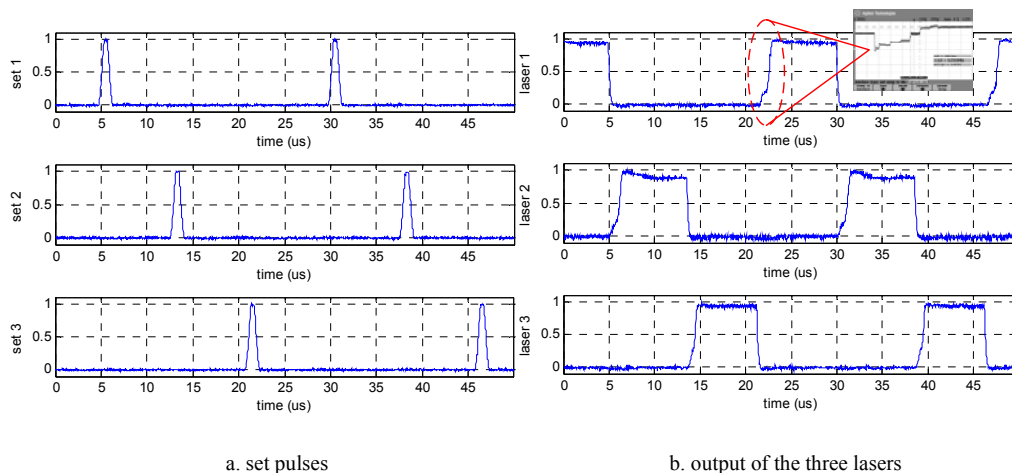 set 1
1
0.5
0
0 5 10 15 20 25 30 35 40 45
time (us)
set 2
1
0.5
0
0 5 10 15 20 25 30 35 40 45
time (us)
set 3
1
0.5
0
0 5 10 15 20 25 30 35 40 45
time (us)
a. set pulses
laser 1
1
0.5
0
0 5 10 15 20 25 30 35 40 45
time (us)
Agilent Technologies
laser 2
1
0.5
0
0 5 10 15 20 25 30 35 40 45
time (us)
laser 3
1
0.5
0
0 5 10 15 20 25 30 35 40 45
time (us)
b. output of the three lasers